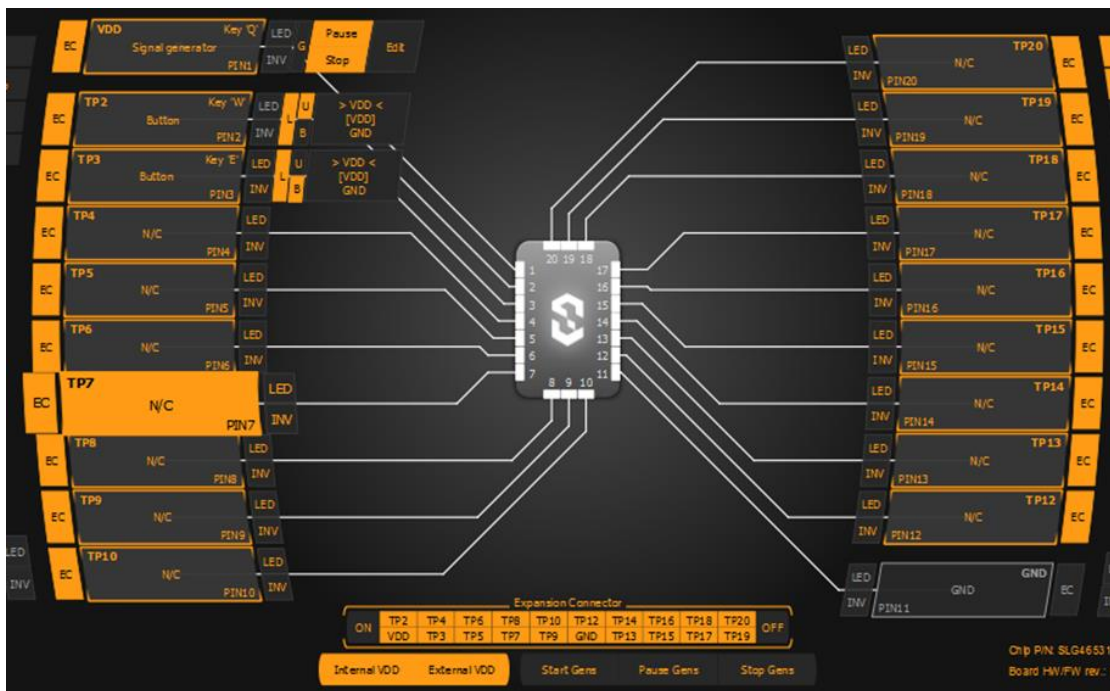 EC VDD Key 'Q' Signal generator PIN1 LED INV G Pause Stop Edit
EC TP2 Key 'W' Button PIN2 LED INV L U B > VDD < [VDD] GND
EC TP3 Key 'E' Button PIN3 LED INV L U B > VDD < [VDD] GND
EC TP4 N/C PIN4 LED INV
EC TP5 N/C PIN5 LED INV
EC TP6 N/C PIN6 LED INV
EC TP7 N/C PIN7 LED INV
EC TP8 N/C PIN8 LED INV
EC TP9 N/C PIN9 LED INV
EC TP10 N/C PIN10 LED INV
LED
INV
20 19 18
1 17
2 16
3 15
4 14
5 13
6 12
7 11
8 9 10
LED INV TP20 N/C PIN20 EC
LED INV TP19 N/C PIN19 EC
LED INV TP18 N/C PIN18 EC
LED INV TP17 N/C PIN17 EC
LED INV TP16 N/C PIN16 EC
LED INV TP15 N/C PIN15 EC
LED INV TP14 N/C PIN14 EC
LED INV TP13 N/C PIN13 EC
LED INV TP12 N/C PIN12 EC
LED INV GND GND PIN11 EC
Expansion Connector
ON TP2 TP4 TP6 TP8 TP10 TP12 TP14 TP16 TP18 TP20 OFF
VDD TP3 TP5 TP7 TP9 GND TP13 TP15 TP17 TP19
Internal VDD External VDD Start Gens Pause Gens Stop Gens
Chip P/N: SLG46531
Board HW/FW rev.: